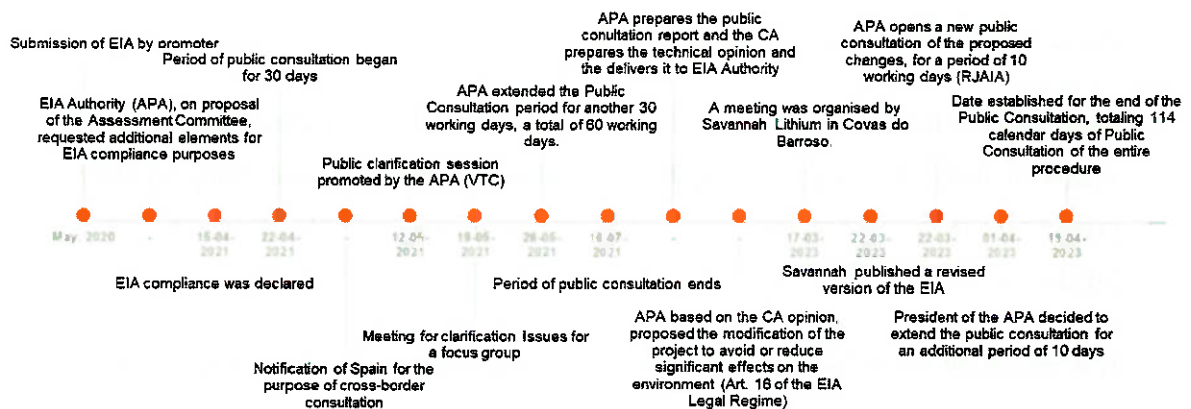 Submission of EIA by promoter
EIA Authority (APA), on proposal
of the Assessment Committee,
requested additional elements for
EIA compliance purposes
Period of public consultation began
for 30 days
Public clarification session
promoted by the APA (VTC)
APA extended the Public
Consultation period for another 30
working days, a total of 60 working
days.
APA prepares the public
conultation report and the CA
prepares the technical opinion and
the delivers it to EIA Authority
A meeting was organised by
Savannah Lithium in Covas do
Barroso.
APA opens a new public
consultation of the proposed
changes, for a period of 10
working days (RJAIA)
Date established for the end of the
Public Consultation, totaling 114
calendar days of Public
Consultation of the entire
procedure
May, 2020
-
16-04-
2021
22-04-
2021
-
12-05-
2021
19-05-
2021
28-05-
2021
16-07-
2021
-
-
17-03-
2023
22-03-
2023
22-03-
2023
01-04-
2023
19-04-
2023
EIA compliance was declared
Notification of Spain for the
purpose of cross-border
consultation
Meeting for clarification Issues for
a focus group
Period of public consultation ends
APA based on the CA opinion,
proposed the modification of the
project to avoid or reduce
significant effects on the
environment (Art. 16 of the EIA
Legal Regime)
Savannah published a revised
version of the EIA
President of the APA decided to
extend the public consultation for
an additional period of 10 days